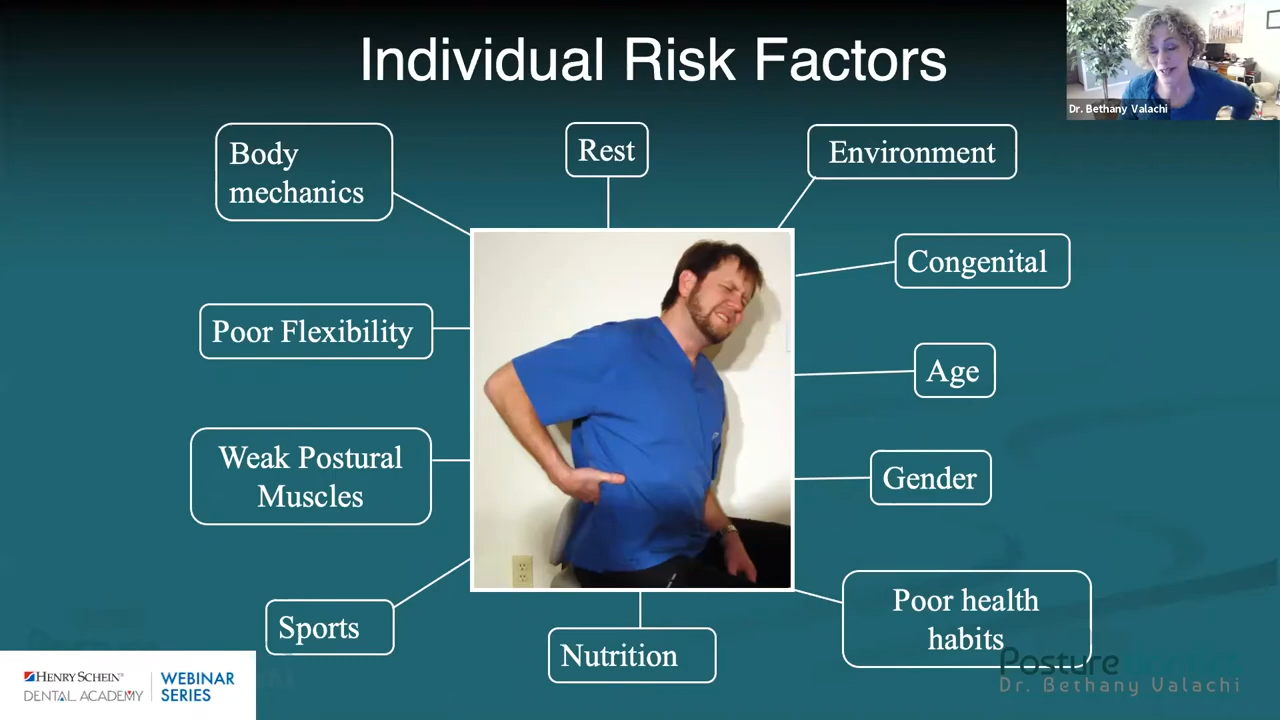 Individual Risk Factors
Dr. Bethany Valachi
Body
mechanics
Rest
Environment
Congenital
Poor Flexibility
Age
Weak Postural
Muscles
Gender
Sports
Nutrition
Poor health
habits
HENRY SCHEIN®
DENTAL ACADEMY
WEBINAR
SERIES
Dr. Bethany Valachi